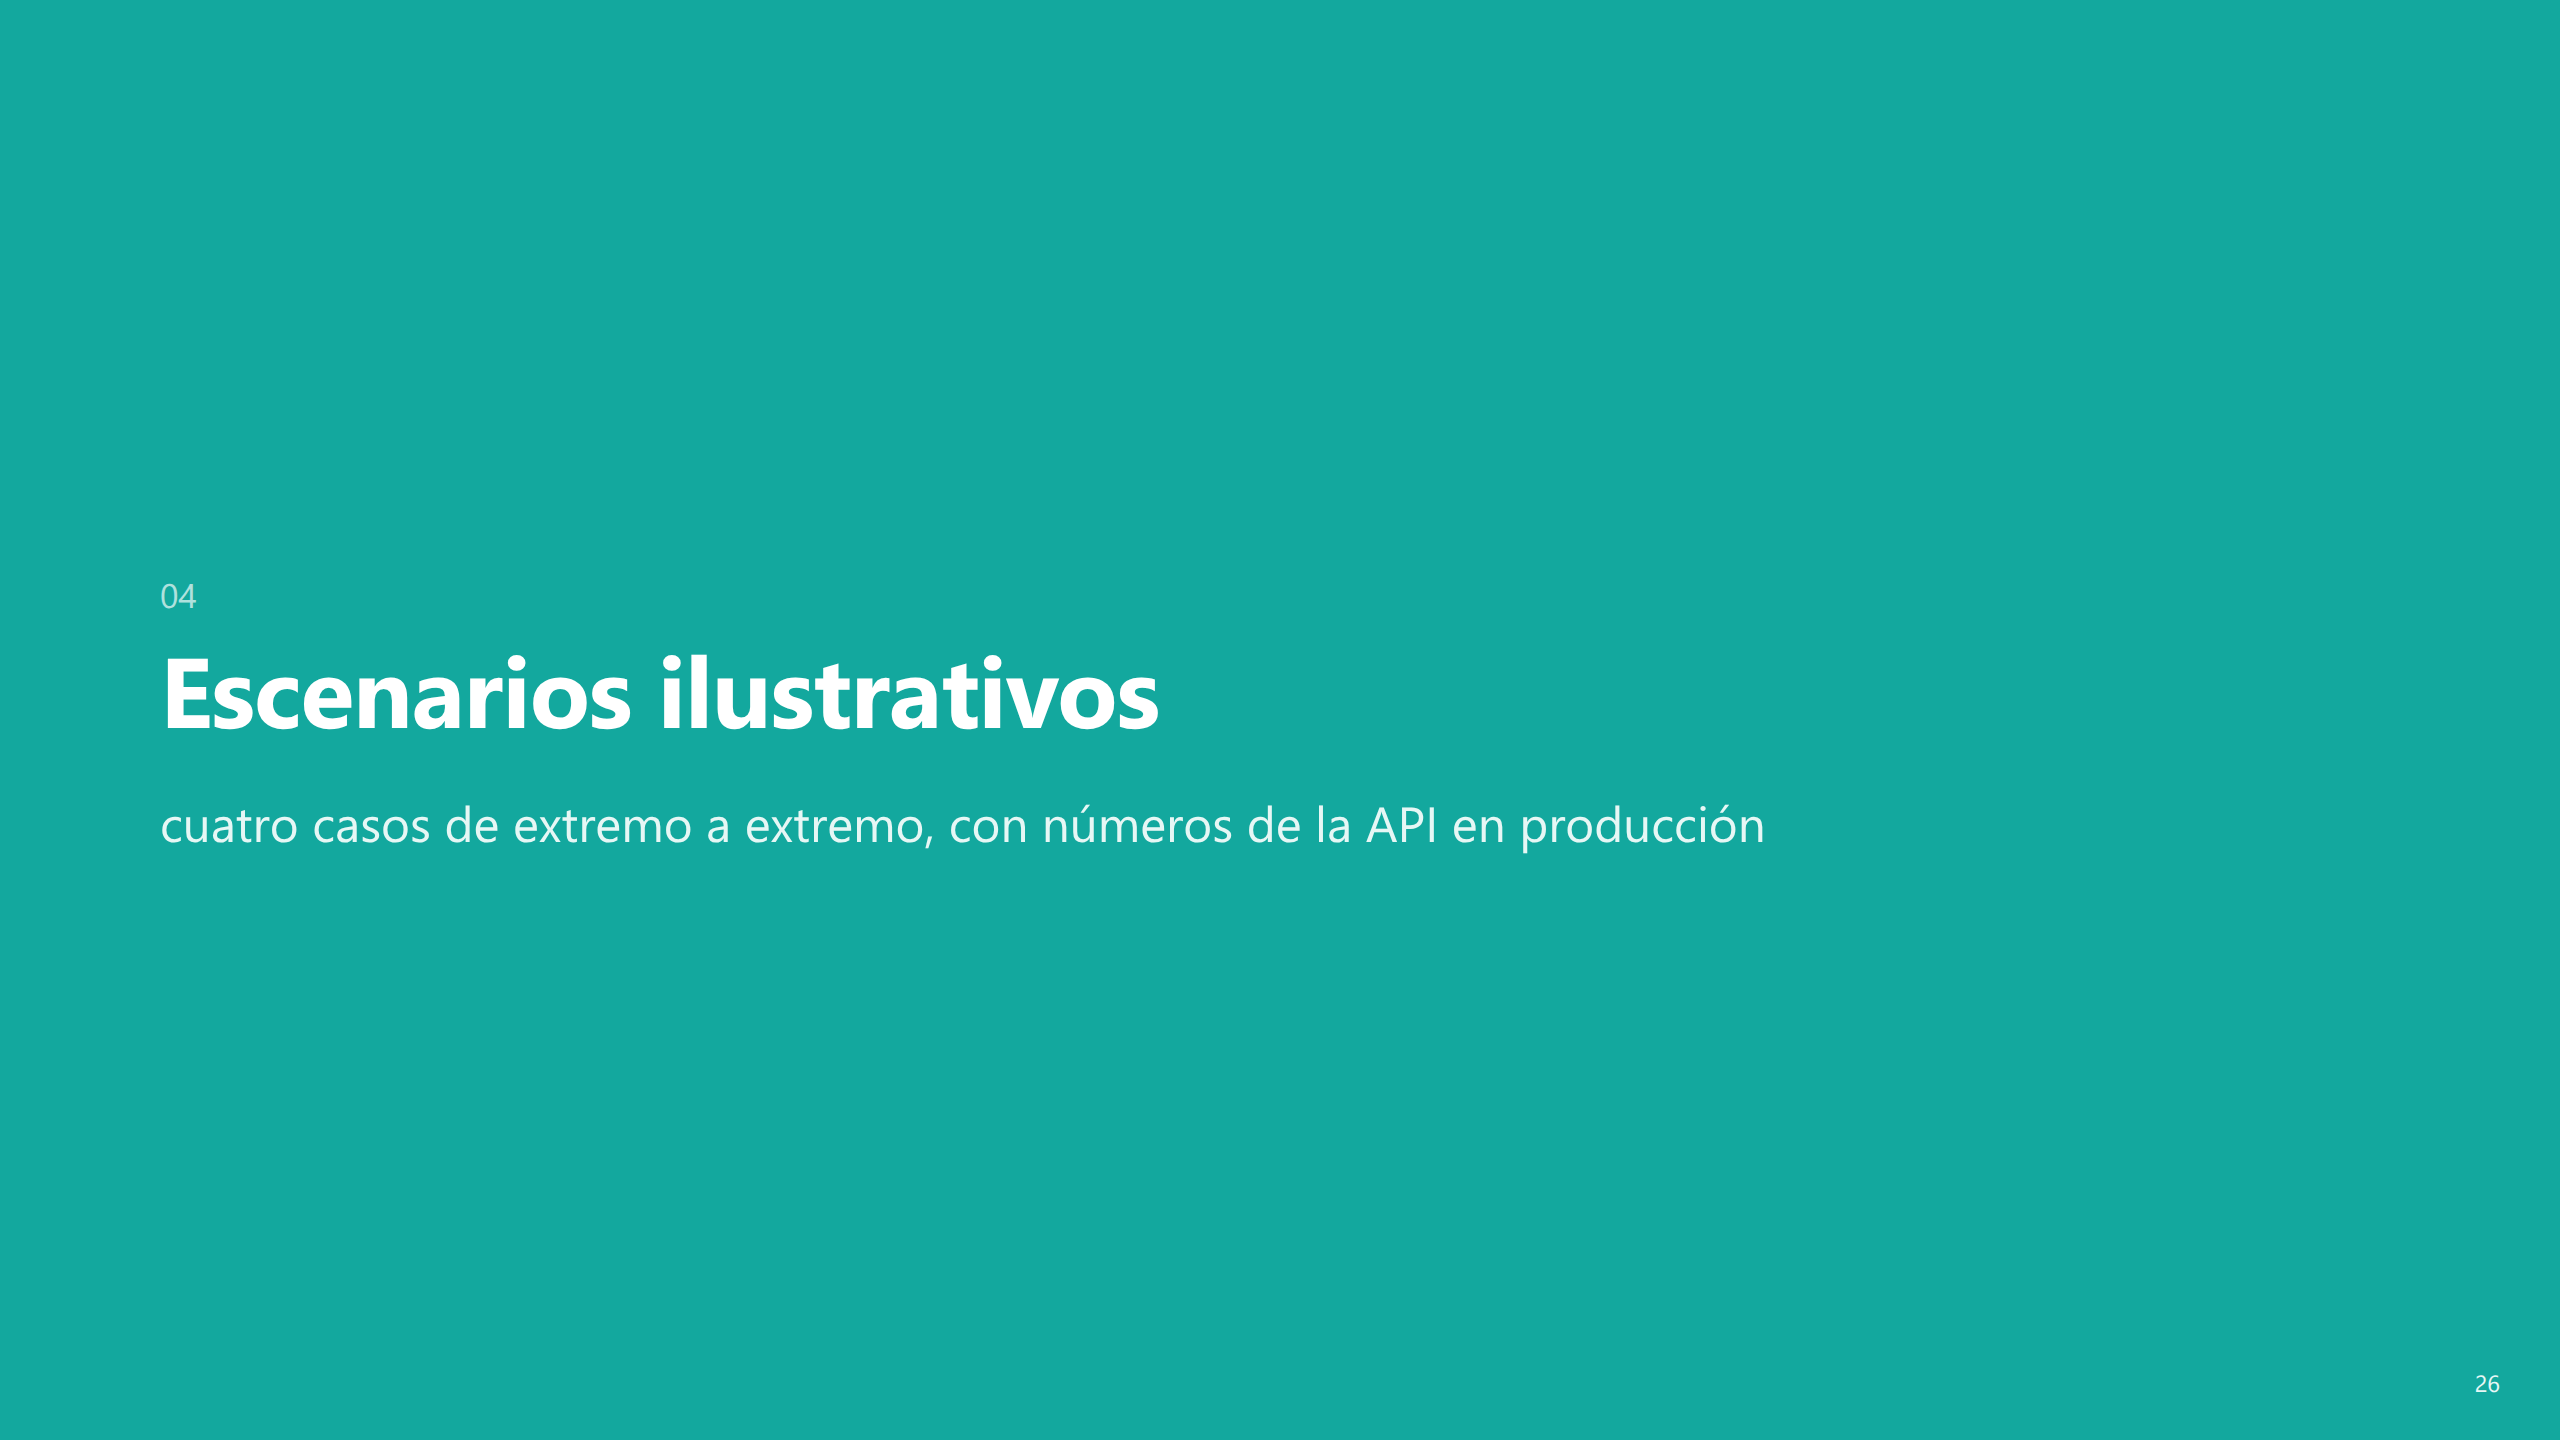 04
Escenarios ilustrativos
cuatro casos de extremo a extremo, con números de la API en producción
26